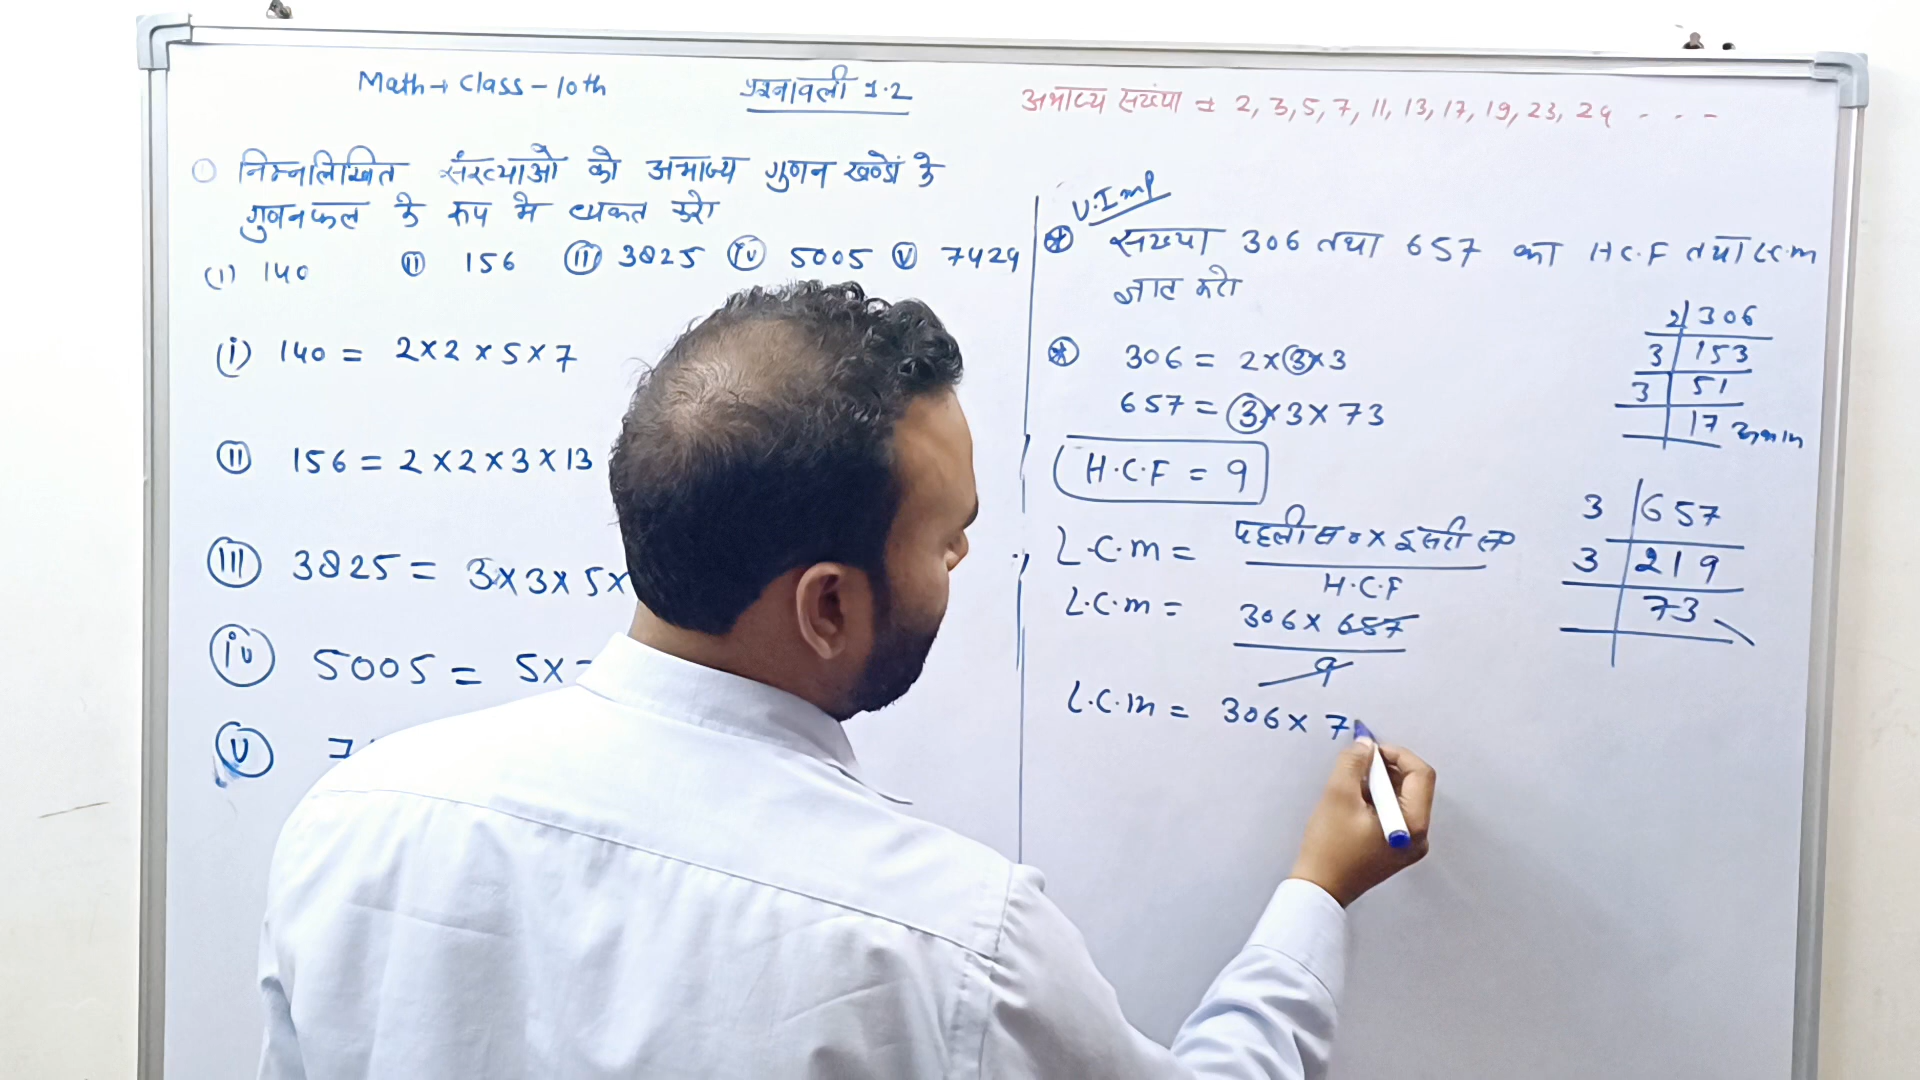 Math → Class - 10th
प्रश्नावली 1.2
अभाज्य संख्या = 2, 3, 5, 7, 11, 13, 17, 19, 23, 29 - - -
① निम्नलिखित संख्याओं को अभाज्य गुणन खण्डों के
गुणनफल के रूप में व्यक्त करो
(i) 140 (ii) 156 (iii) 3825 (iv) 5005 (v) 7429
(i) 140 = 2×2×5×7
(ii) 156 = 2×2×3×13
(iii) 3825 = 3×3×5×
(iv) 5005 = 5×
(v) 7
V.Imp
संख्या 306 तथा 657 का H.C.F तथा L.C.M
ज्ञात करो
306 = 2×3×3
657 = 3×3×73
H.C.F = 9
L.C.M = पहली सं० × दूसरी सं०
H.C.F
L.C.M = 306 × 657
9
L.C.M = 306 × 7
2 | 306
3 | 153
3 | 51
17
3 | 657
3 | 219
73